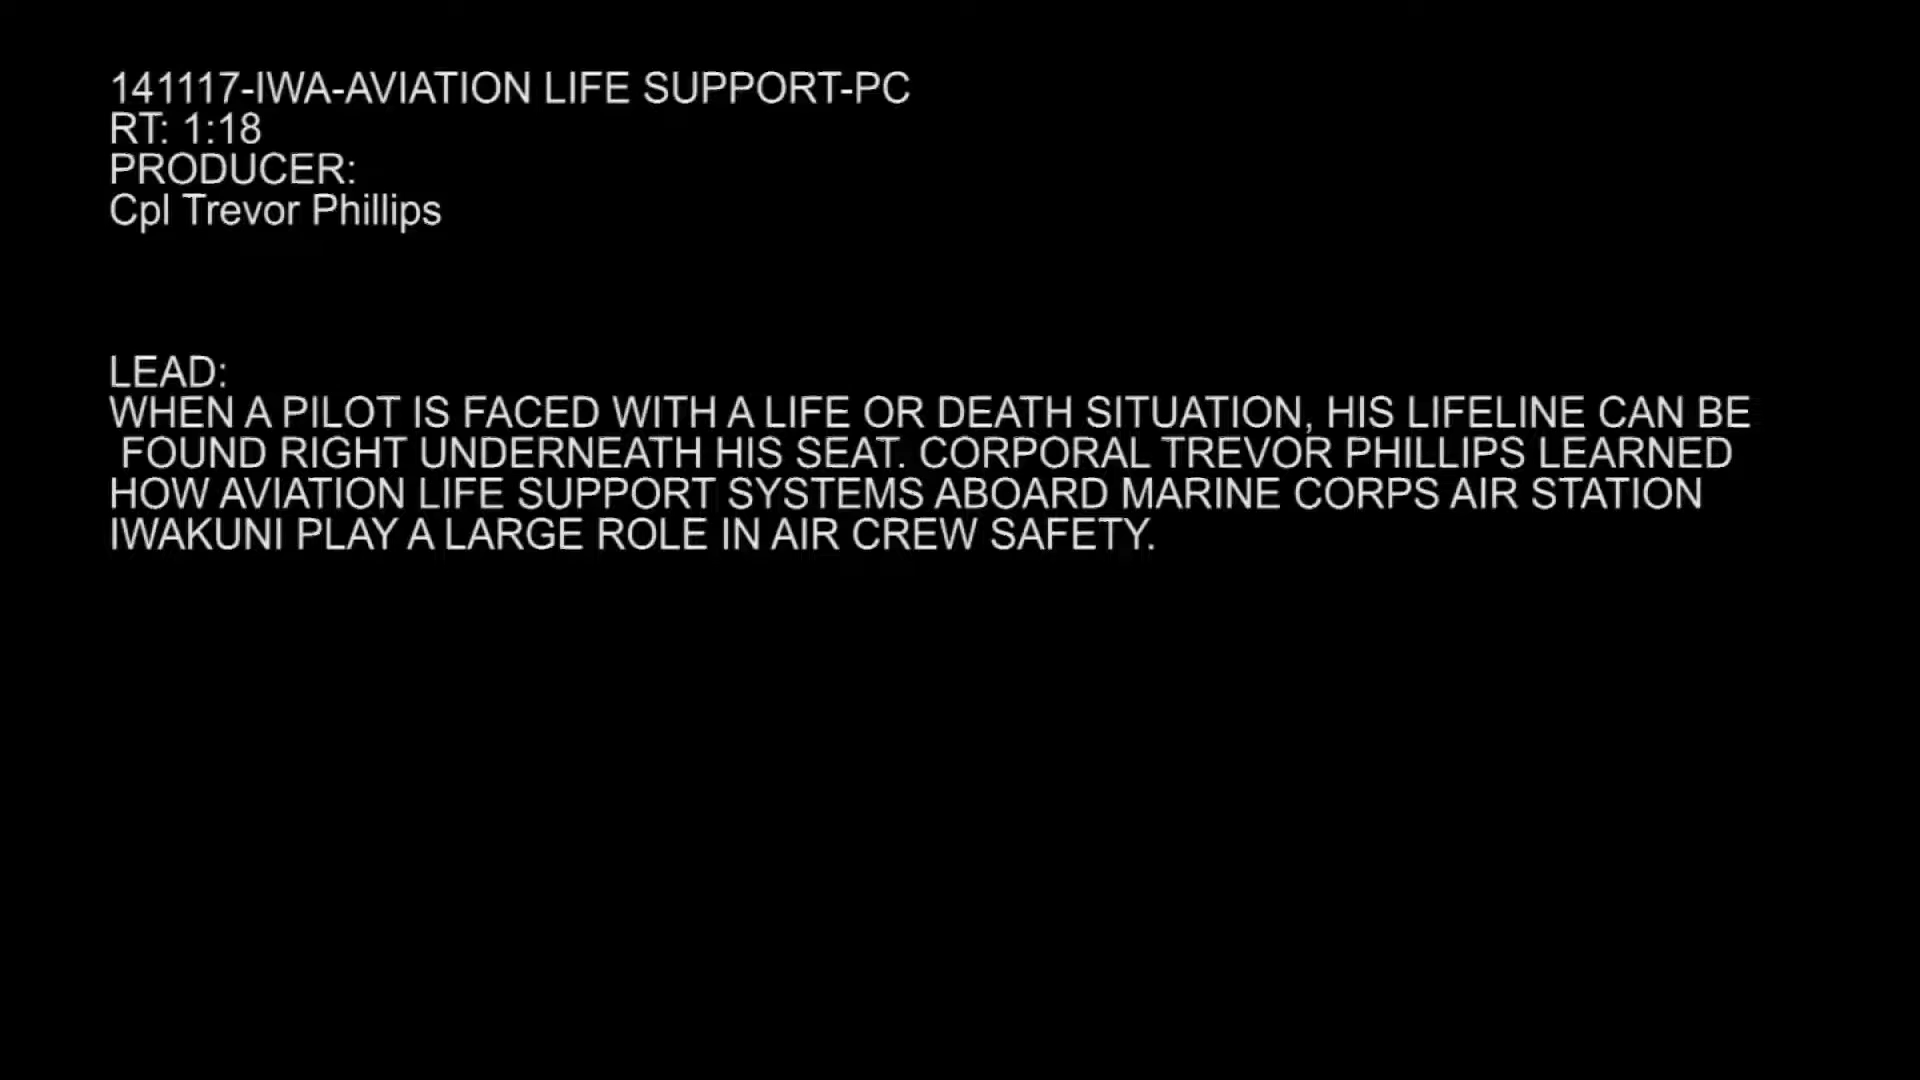 141117-IWA-AVIATION LIFE SUPPORT-PC
RT: 1:18
PRODUCER:
Cpl Trevor Phillips
LEAD:
WHEN A PILOT IS FACED WITH A LIFE OR DEATH SITUATION, HIS LIFELINE CAN BE
FOUND RIGHT UNDERNEATH HIS SEAT. CORPORAL TREVOR PHILLIPS LEARNED
HOW AVIATION LIFE SUPPORT SYSTEMS ABOARD MARINE CORPS AIR STATION
IWAKUNI PLAY A LARGE ROLE IN AIR CREW SAFETY.